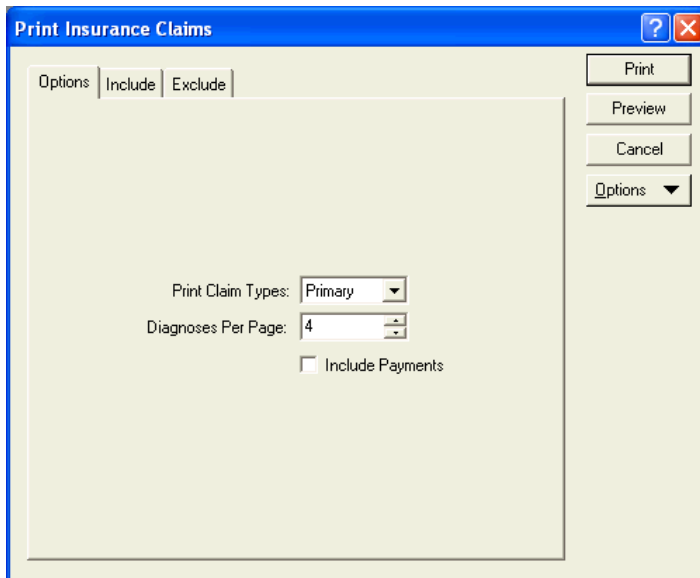 Print Insurance Claims
Print
Options Include Exclude
Preview
Cancel
Options
Print Claim Types: Primary
Diagnoses Per Page: 4
Include Payments